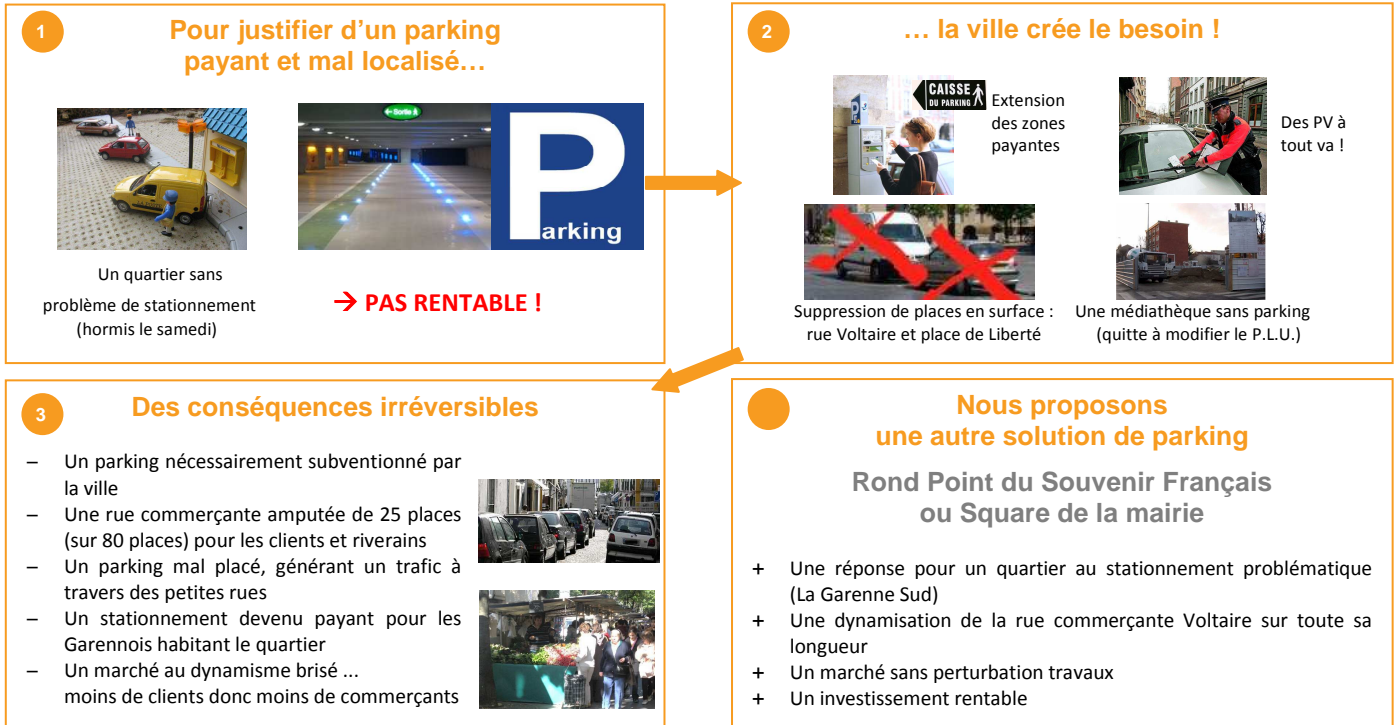 1
Pour justifier d'un parking
payant et mal localisé…
Sortie
P
arking
Un quartier sans
problème de stationnement
(hormis le samedi)
→ PAS RENTABLE !
2
… la ville crée le besoin !
CAISSE
DU PARKING
Extension
des zones
payantes
Des PV à
tout va !
Suppression de places en surface :
rue Voltaire et place de Liberté
Une médiathèque sans parking
(quitte à modifier le P.L.U.)
3
Des conséquences irréversibles
– Un parking nécessairement subventionné par
la ville
– Une rue commerçante amputée de 25 places
(sur 80 places) pour les clients et riverains
– Un parking mal placé, générant un trafic à
travers des petites rues
– Un stationnement devenu payant pour les
Garennois habitant le quartier
– Un marché au dynamisme brisé ...
moins de clients donc moins de commerçants
Nous proposons
une autre solution de parking
Rond Point du Souvenir Français
ou Square de la mairie
+ Une réponse pour un quartier au stationnement problématique
(La Garenne Sud)
+ Une dynamisation de la rue commerçante Voltaire sur toute sa
longueur
+ Un marché sans perturbation travaux
+ Un investissement rentable